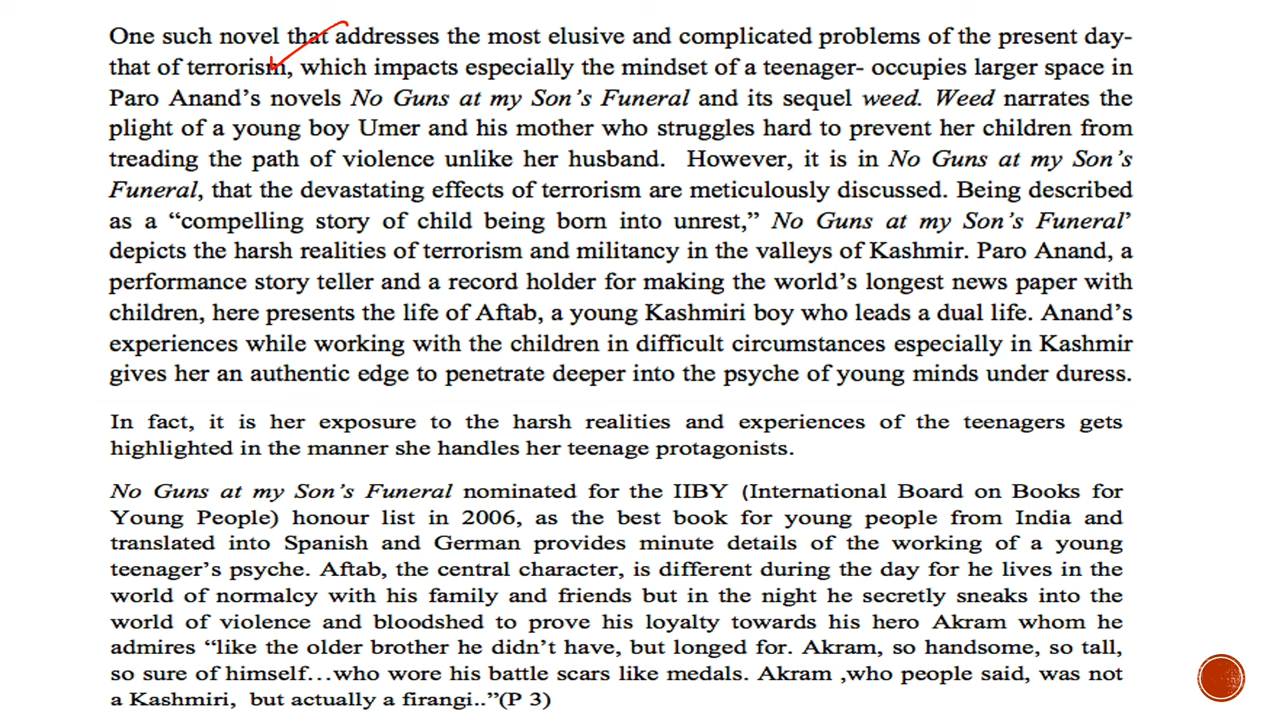 One such novel that addresses the most elusive and complicated problems of the present day-
that of terrorism, which impacts especially the mindset of a teenager- occupies larger space in
Paro Anand's novels No Guns at my Son's Funeral and its sequel weed. Weed narrates the
plight of a young boy Umer and his mother who struggles hard to prevent her children from
treading the path of violence unlike her husband. However, it is in No Guns at my Son's
Funeral, that the devastating effects of terrorism are meticulously discussed. Being described
as a “compelling story of child being born into unrest,” No Guns at my Son's Funeral’
depicts the harsh realities of terrorism and militancy in the valleys of Kashmir. Paro Anand, a
performance story teller and a record holder for making the world's longest news paper with
children, here presents the life of Aftab, a young Kashmiri boy who leads a dual life. Anand's
experiences while working with the children in difficult circumstances especially in Kashmir
gives her an authentic edge to penetrate deeper into the psyche of young minds under duress.
In fact, it is her exposure to the harsh realities and experiences of the teenagers gets
highlighted in the manner she handles her teenage protagonists.
No Guns at my Son's Funeral nominated for the IIBY (International Board on Books for
Young People) honour list in 2006, as the best book for young people from India and
translated into Spanish and German provides minute details of the working of a young
teenager's psyche. Aftab, the central character, is different during the day for he lives in the
world of normalcy with his family and friends but in the night he secretly sneaks into the
world of violence and bloodshed to prove his loyalty towards his hero Akram whom he
admires “like the older brother he didn't have, but longed for. Akram, so handsome, so tall,
so sure of himself…who wore his battle scars like medals. Akram ,who people said, was not
a Kashmiri, but actually a firangi..”(P 3)